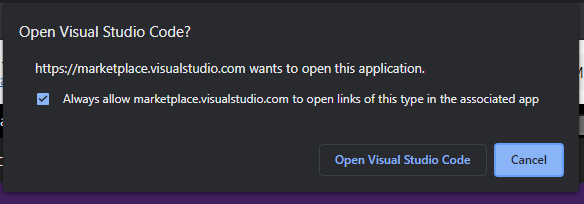 Open Visual Studio Code?
https://marketplace.visualstudio.com wants to open this application.
Always allow marketplace.visualstudio.com to open links of this type in the associated app
Open Visual Studio Code
Cancel